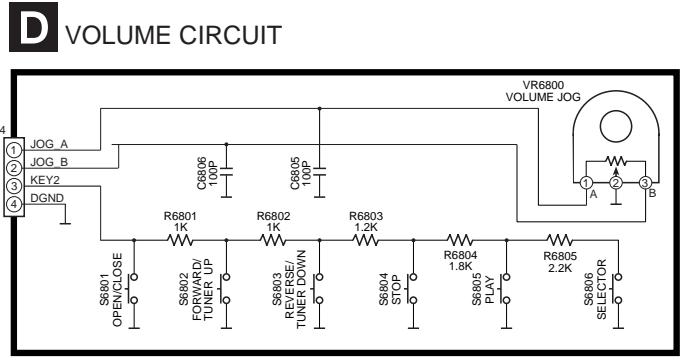 D VOLUME CIRCUIT
VR6800
VOLUME JOG
4
1 JOG_A
2 JOG_B
3 KEY2
4 DGND
C6806
100P
C6805
100P
1 2 3
A B
R6801
1K
R6802
1K
R6803
1.2K
R6804
1.8K
R6805
2.2K
S6801
OPEN/CLOSE
S6802
FORWARD/
TUNER UP
S6803
REVERSE/
TUNER DOWN
S6804
STOP
S6805
PLAY
S6806
SELECTOR